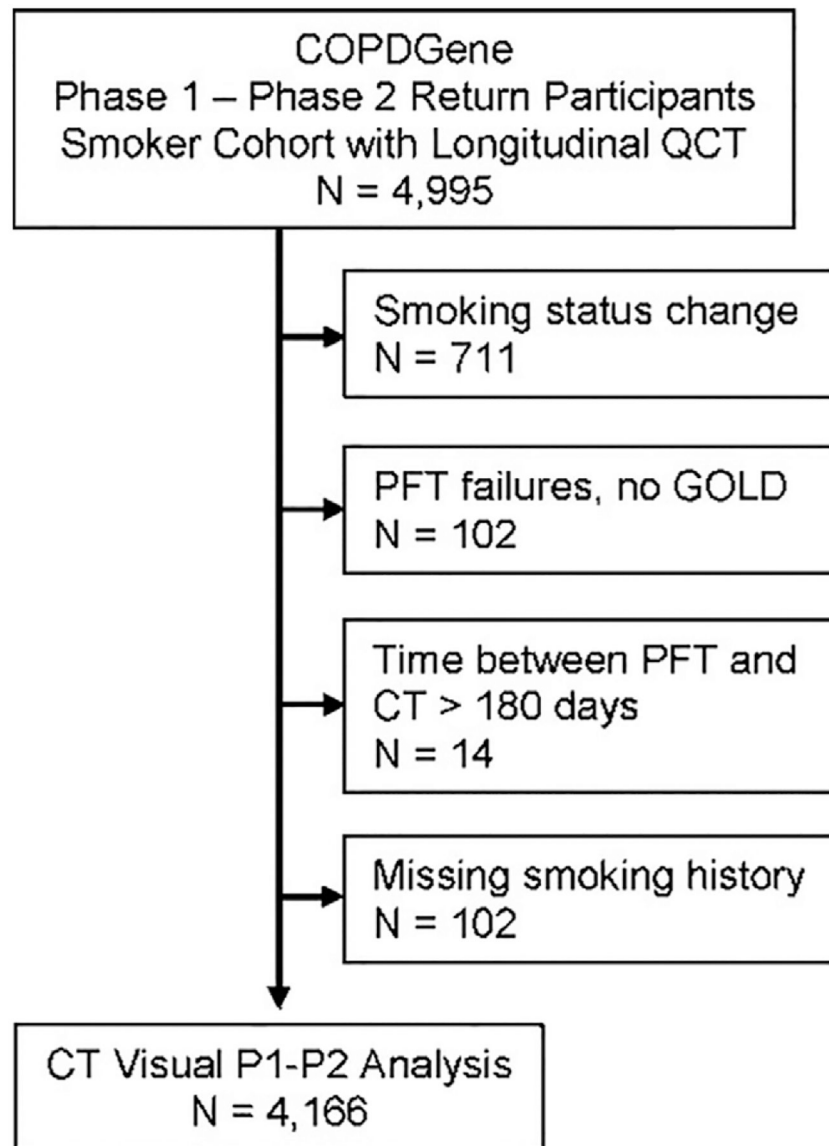 COPDGene
Phase 1 – Phase 2 Return Participants
Smoker Cohort with Longitudinal QCT
N = 4,995
Smoking status change
N = 711
PFT failures, no GOLD
N = 102
Time between PFT and
CT > 180 days
N = 14
Missing smoking history
N = 102
CT Visual P1-P2 Analysis
N = 4,166